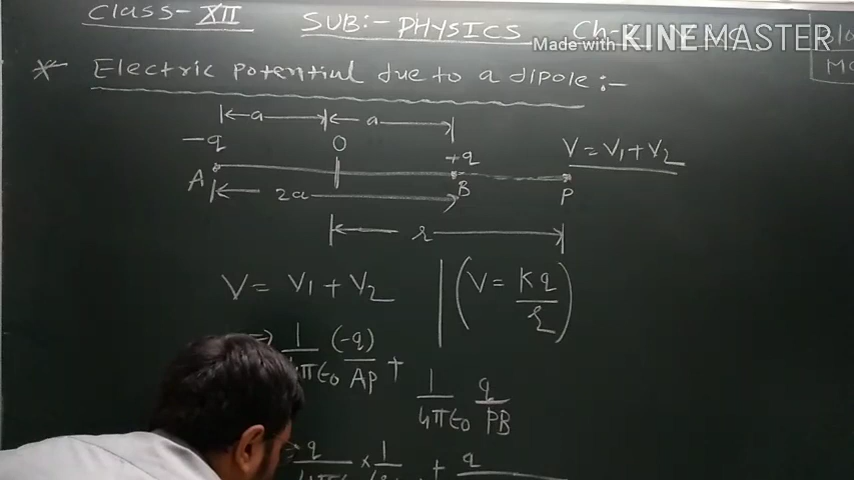 Class-XII SUB:- PHYSICS Ch-
Made with KINEMASTER
* Electric Potential due to a dipole:-
a a
-q O +q V = V1 + V2
A 2a B P
r
V = V1 + V2 | (V = Kq/r)
⇒ 1/4πε0 (-q)/AP + 1/4πε0 q/PB
q × 1 + q